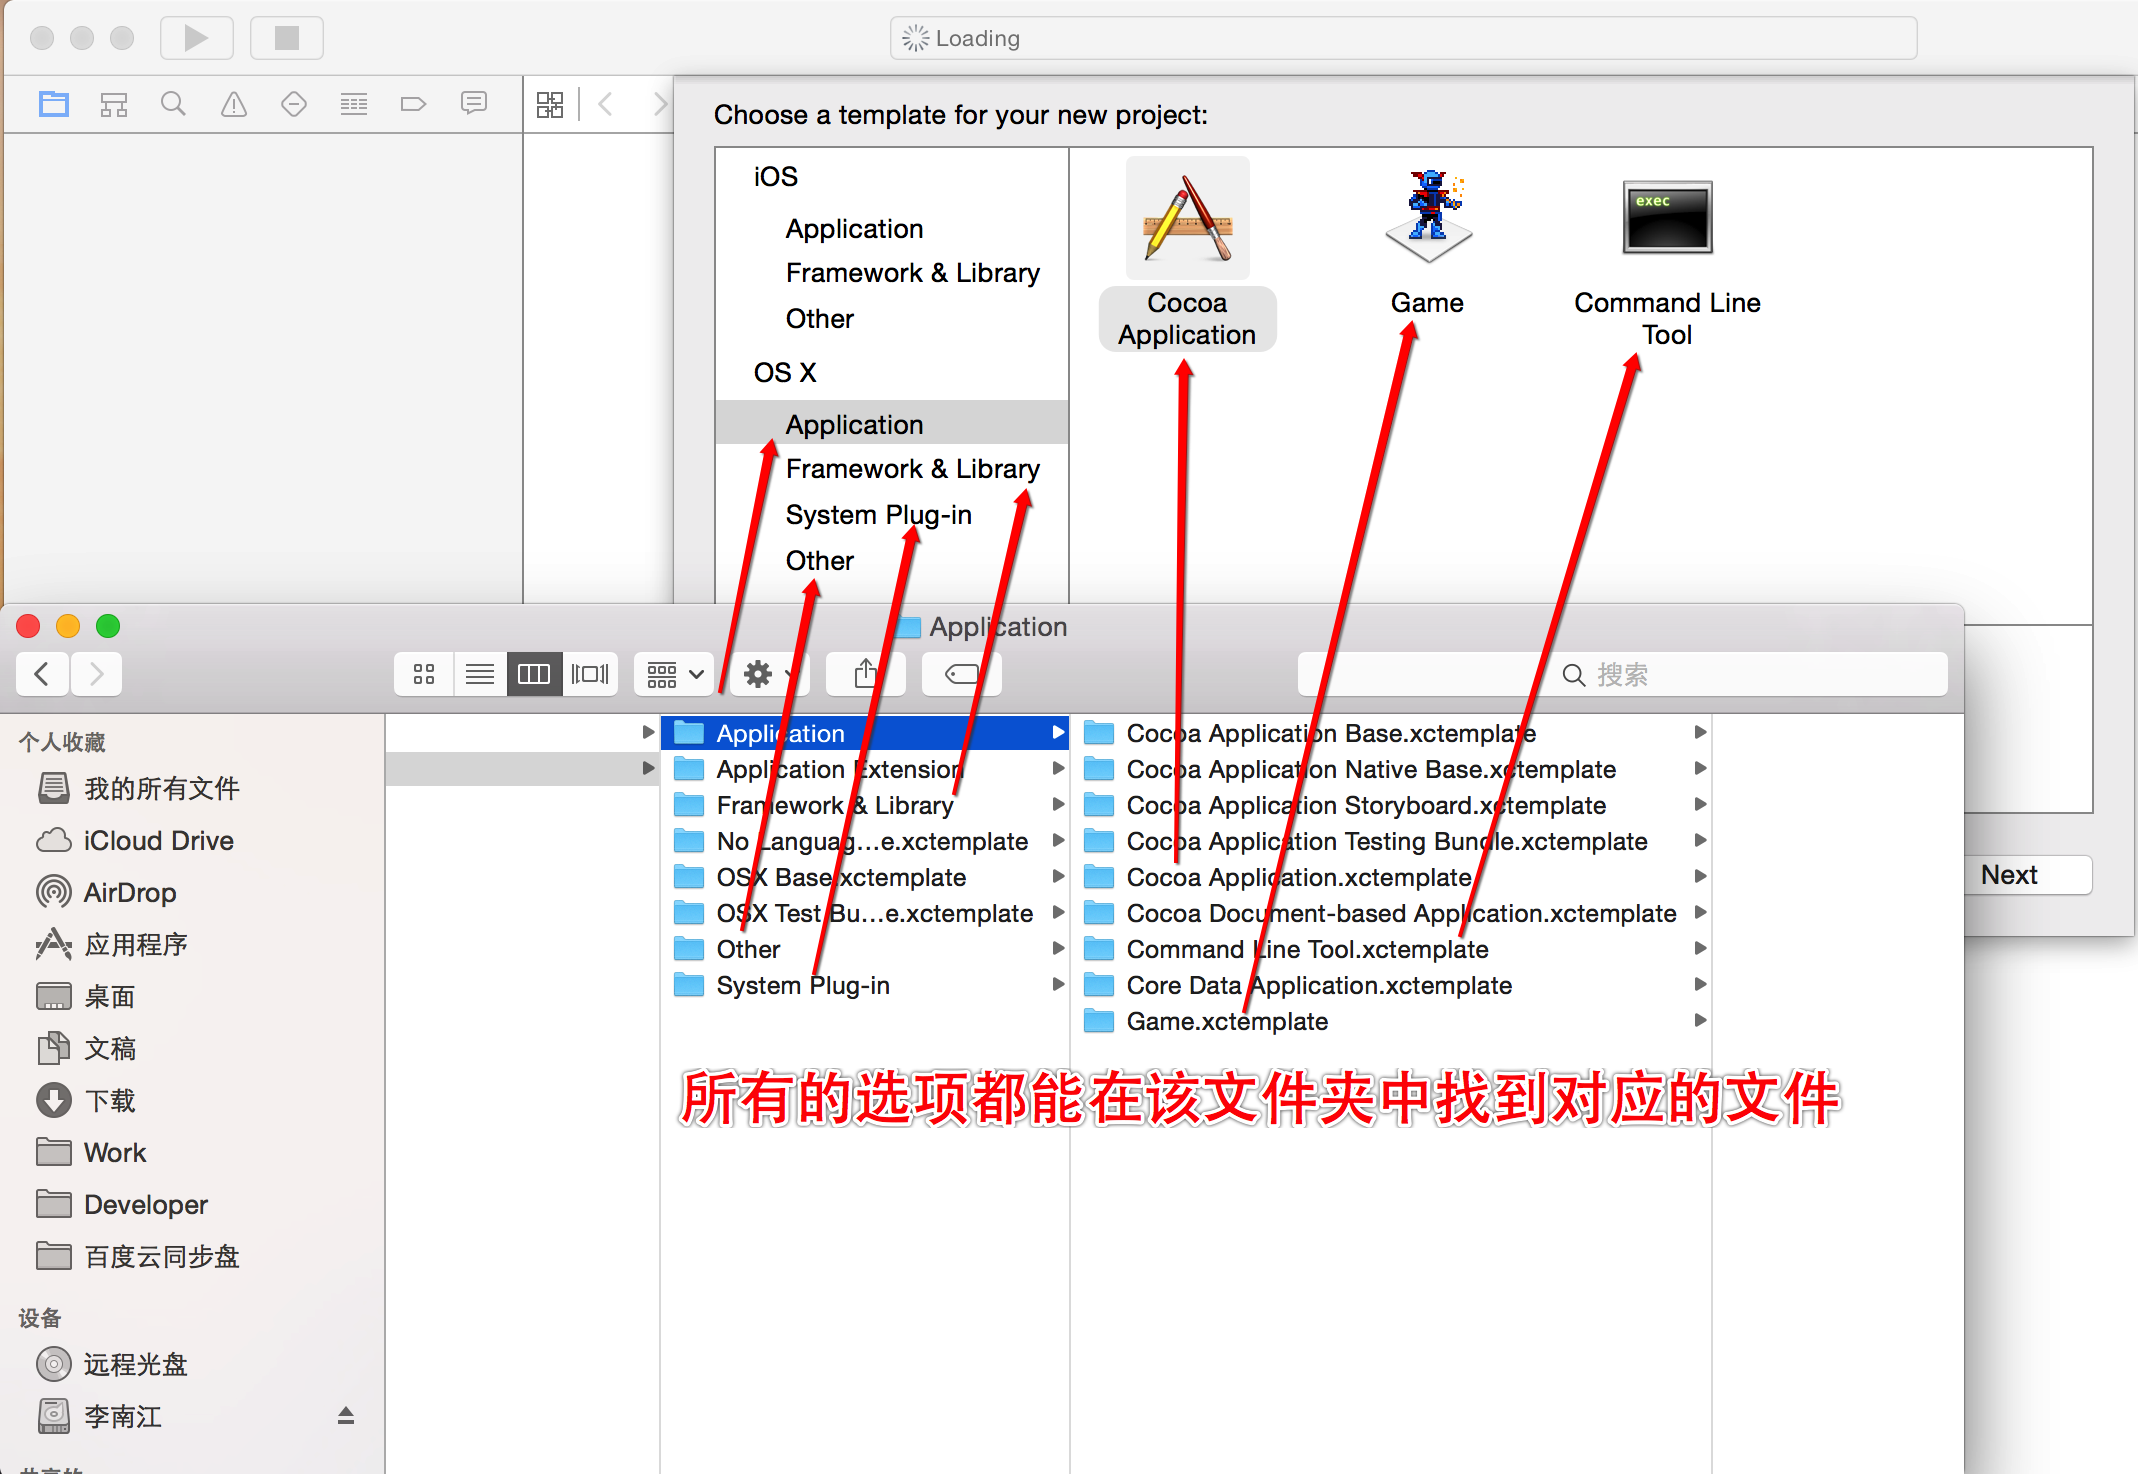 Loading
Choose a template for your new project:
iOS
Application
Framework & Library
Other
OS X
Application
Framework & Library
System Plug-in
Other
Cocoa
Application
Game
exec
Command Line
Tool
Next
Application
搜索
个人收藏
我的所有文件
iCloud Drive
AirDrop
应用程序
桌面
文稿
下载
Work
Developer
百度云同步盘
设备
远程光盘
李南江
Application
Application Extension
Framework & Library
No Languag...e.xctemplate
OSX Base.xctemplate
OSX Test Bu...e.xctemplate
Other
System Plug-in
Cocoa Application Base.xctemplate
Cocoa Application Native Base.xctemplate
Cocoa Application Storyboard.xctemplate
Cocoa Application Testing Bundle.xctemplate
Cocoa Application.xctemplate
Cocoa Document-based Application.xctemplate
Command Line Tool.xctemplate
Core Data Application.xctemplate
Game.xctemplate
所有的选项都能在该文件夹中找到对应的文件